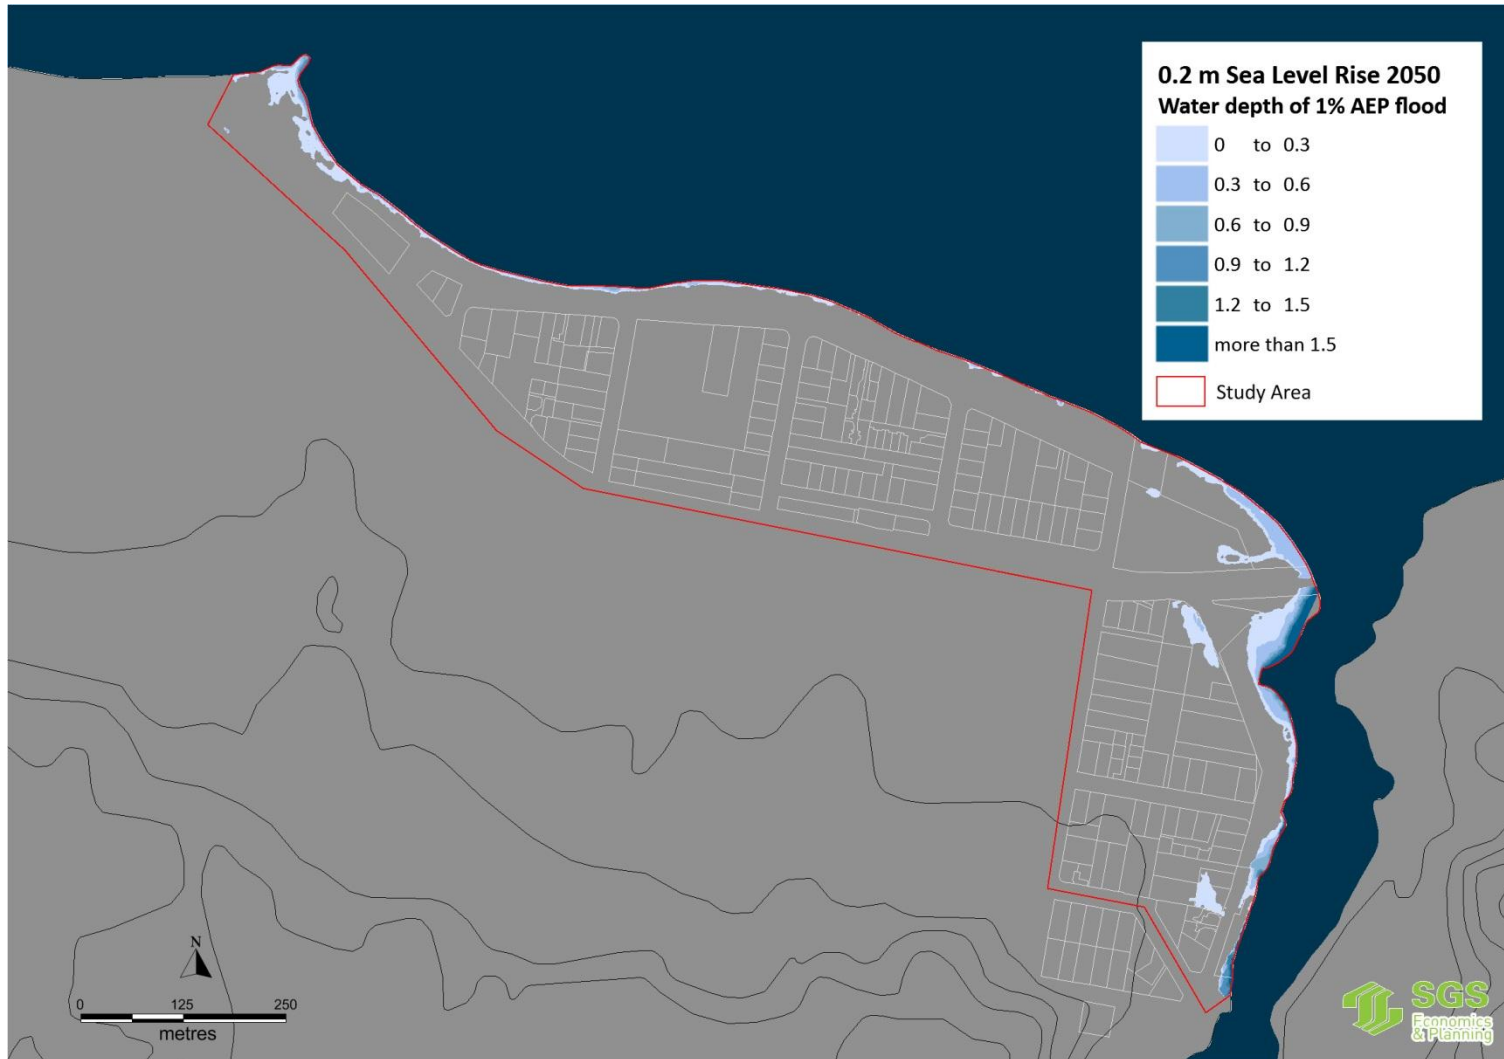 0.2 m Sea Level Rise 2050
Water depth of 1% AEP flood
0 to 0.3
0.3 to 0.6
0.6 to 0.9
0.9 to 1.2
1.2 to 1.5
more than 1.5
Study Area
N
0 125 250
metres
SGS
Economics
& Planning